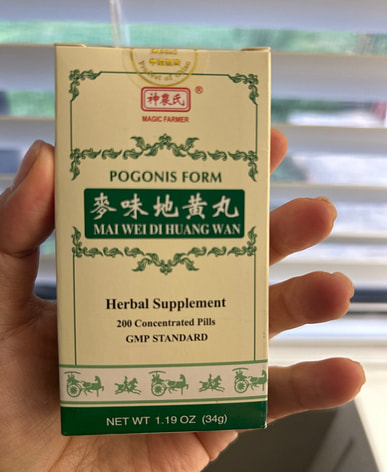 神農氏®
MAGIC FARMER
POGONIS FORM
麥味地黄丸
MAI WEI DI HUANG WAN
Herbal Supplement
200 Concentrated Pills
GMP STANDARD
NET WT 1.19 OZ (34g)